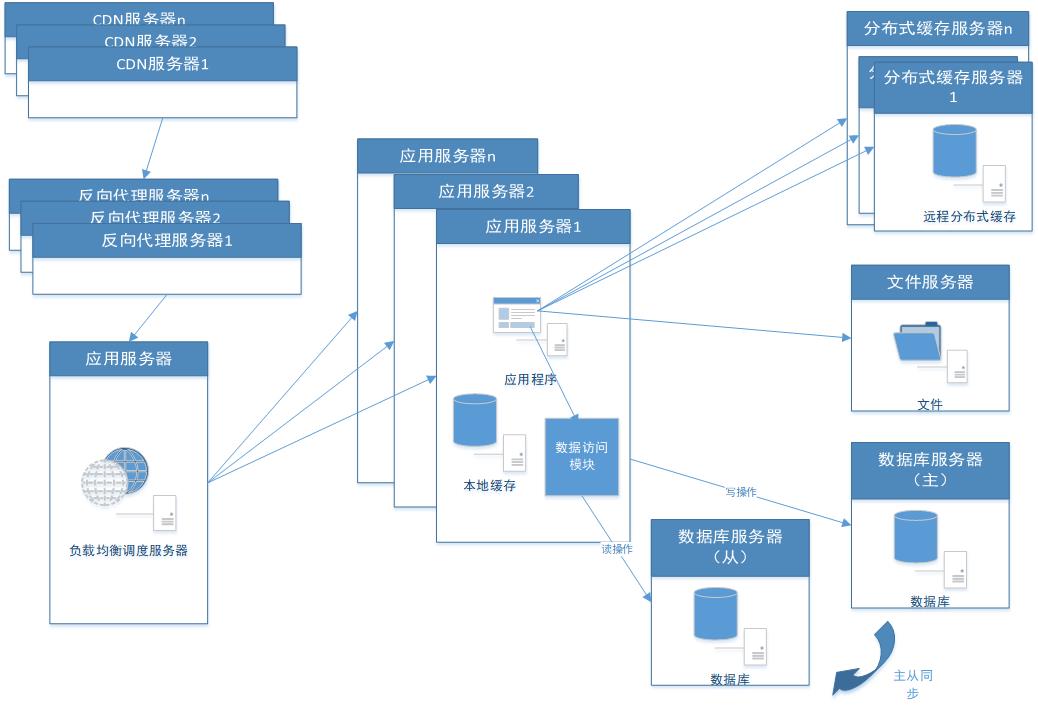 CDN服务器n
CDN服务器2
CDN服务器1
反向代理服务器n
反向代理服务器2
反向代理服务器1
应用服务器
负载均衡调度服务器
应用服务器n
应用服务器2
应用服务器1
应用程序
本地缓存
数据访问
模块
读操作
写操作
分布式缓存服务器n
分布式缓存服务器
1
远程分布式缓存
文件服务器
文件
数据库服务器
（主）
数据库
数据库服务器
（从）
数据库
主从同
步